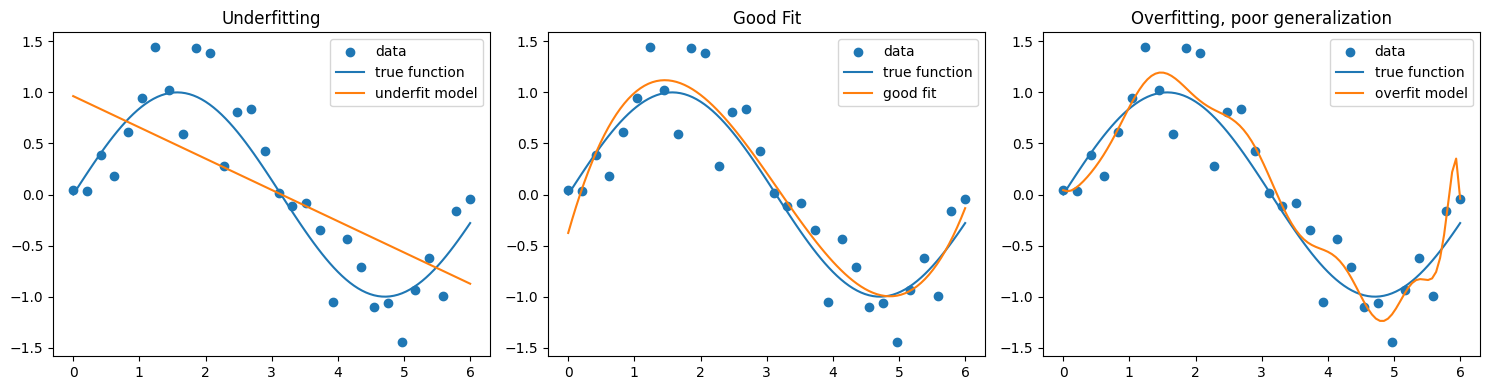 Underfitting
data
true function
underfit model
1.5
1.0
0.5
0.0
−0.5
−1.0
−1.5
0 1 2 3 4 5 6
Good Fit
data
true function
good fit
1.5
1.0
0.5
0.0
−0.5
−1.0
−1.5
0 1 2 3 4 5 6
Overfitting, poor generalization
data
true function
overfit model
1.5
1.0
0.5
0.0
−0.5
−1.0
−1.5
0 1 2 3 4 5 6